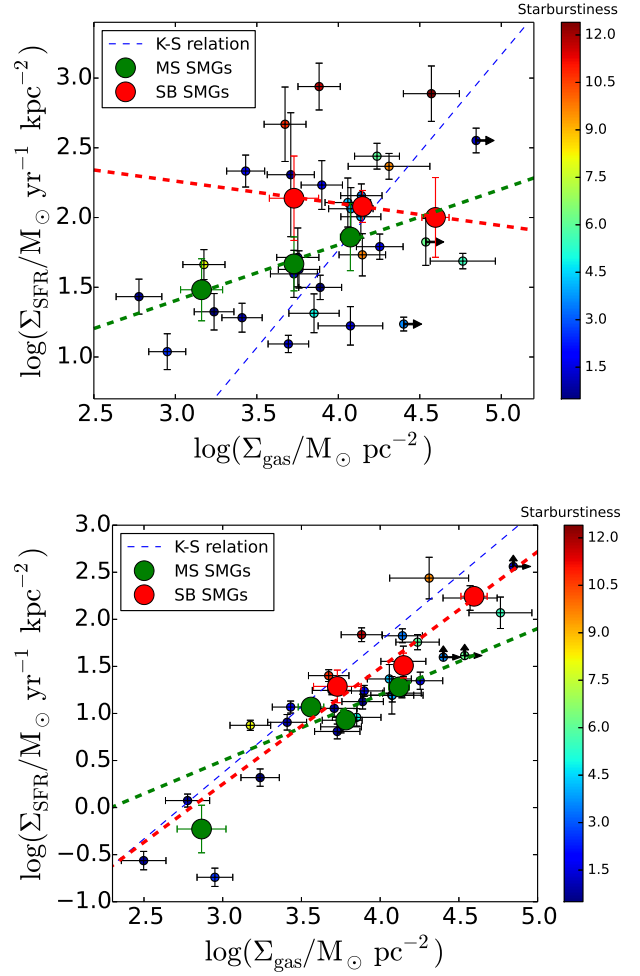 Starburstiness
K-S relation
MS SMGs
SB SMGs
log(Σ_SFR/M_⊙ yr⁻¹ kpc⁻²)
3.0
2.5
2.0
1.5
1.0
2.5 3.0 3.5 4.0 4.5 5.0
log(Σ_gas/M_⊙ pc⁻²)
12.0
10.5
9.0
7.5
6.0
4.5
3.0
1.5
Starburstiness
K-S relation
MS SMGs
SB SMGs
log(Σ_SFR/M_⊙ yr⁻¹ kpc⁻²)
3.0
2.5
2.0
1.5
1.0
0.5
0.0
−0.5
−1.0
2.5 3.0 3.5 4.0 4.5 5.0
log(Σ_gas/M_⊙ pc⁻²)
12.0
10.5
9.0
7.5
6.0
4.5
3.0
1.5